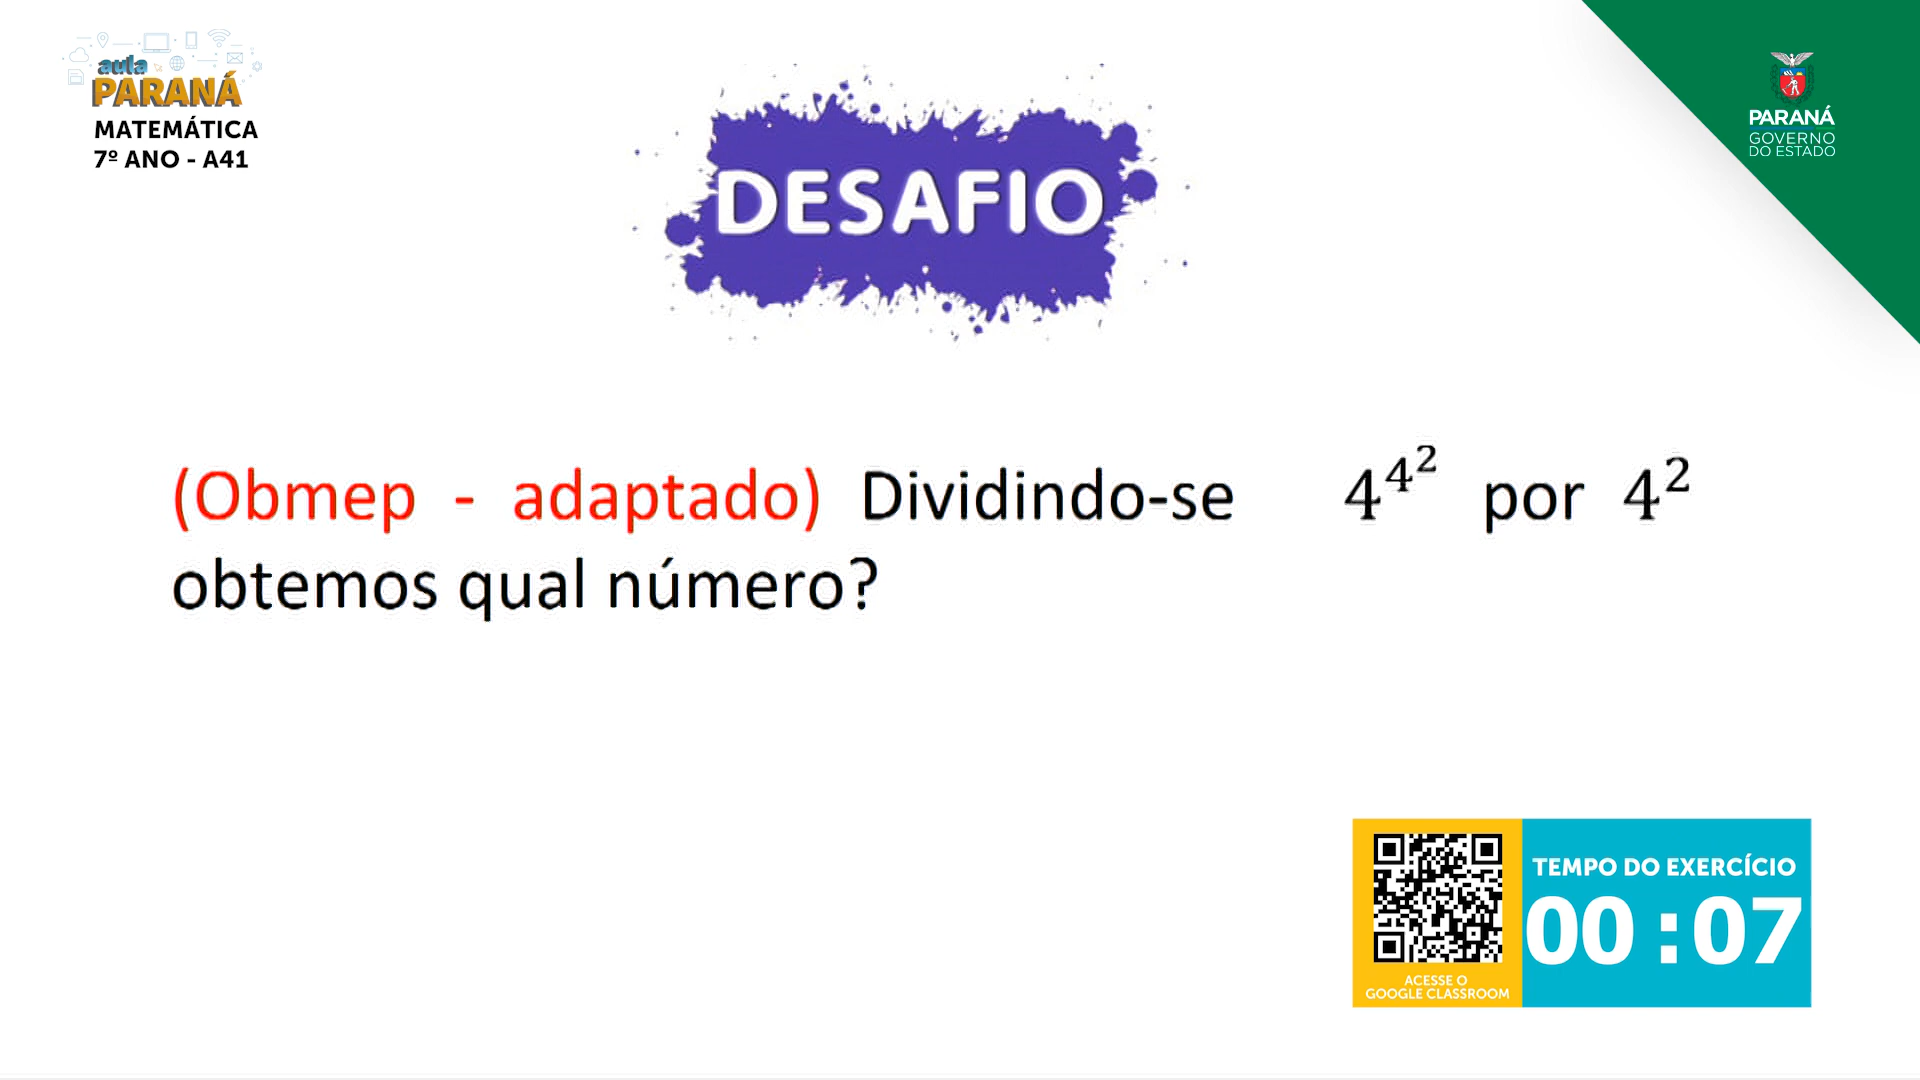 aula
PARANÁ
MATEMÁTICA
7º ANO - A41
PARANÁ
GOVERNO
DO ESTADO
DESAFIO
(Obmep - adaptado) Dividindo-se 4^{4^2} por 4^2
obtemos qual número?
ACESSE O
GOOGLE CLASSROOM
TEMPO DO EXERCÍCIO
00 :07